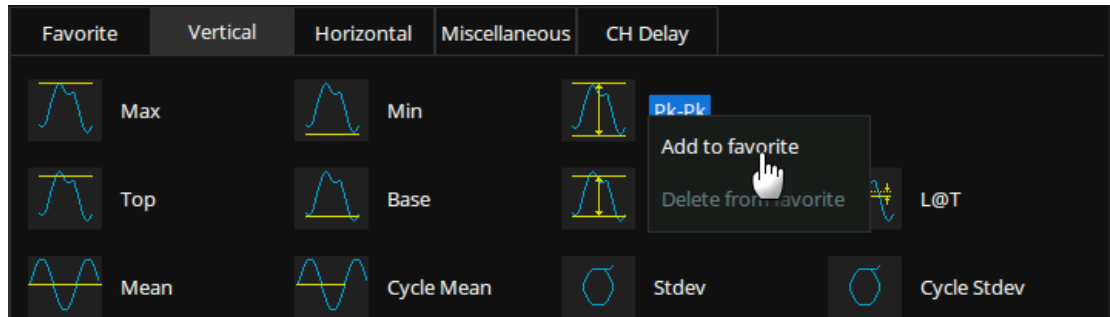 Favorite Vertical Horizontal Miscellaneous CH Delay
Max Min Pk-Pk
Add to favorite
Top Base Delete from favorite L@T
Mean Cycle Mean Stdev Cycle Stdev